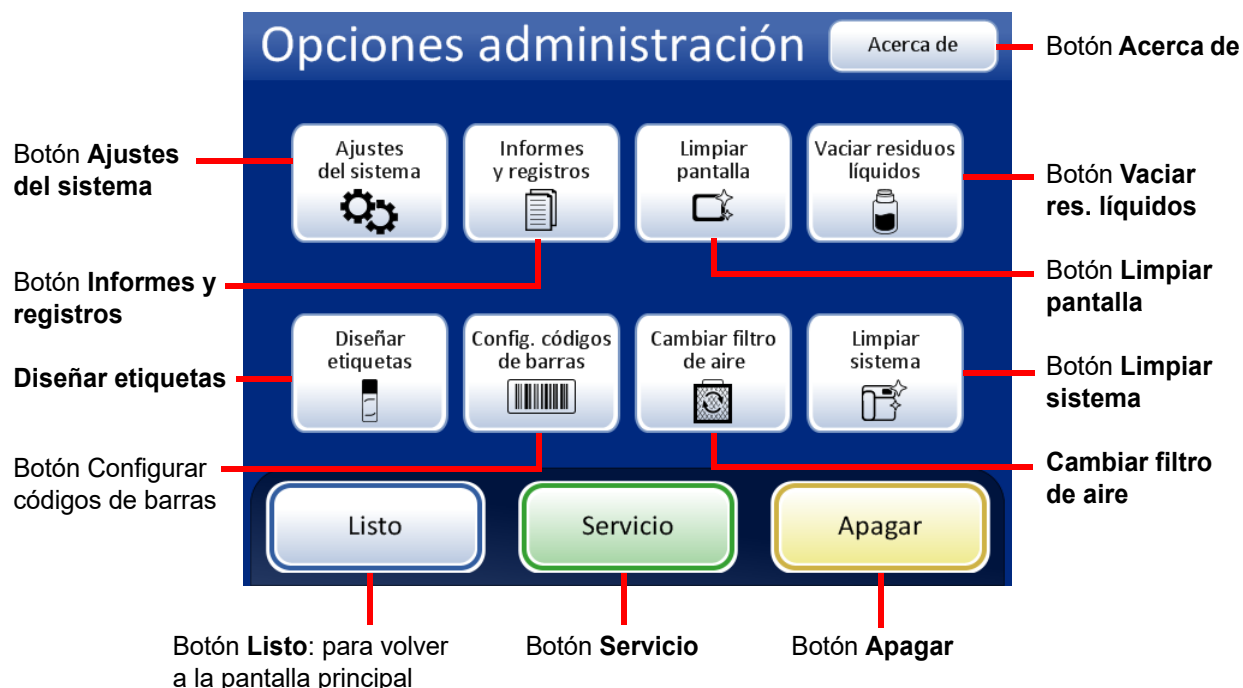 Opciones administración
Acerca de
Botón Acerca de
Ajustes
del sistema
Informes
y registros
Limpiar
pantalla
Vaciar residuos
líquidos
Botón Ajustes
del sistema
Botón Vaciar
res. líquidos
Botón Informes y
registros
Botón Limpiar
pantalla
Diseñar
etiquetas
Config. códigos
de barras
Cambiar filtro
de aire
Limpiar
sistema
Diseñar etiquetas
Botón Limpiar
sistema
Botón Configurar
códigos de barras
Cambiar filtro
de aire
Listo
Servicio
Apagar
Botón Listo: para volver
a la pantalla principal
Botón Servicio
Botón Apagar